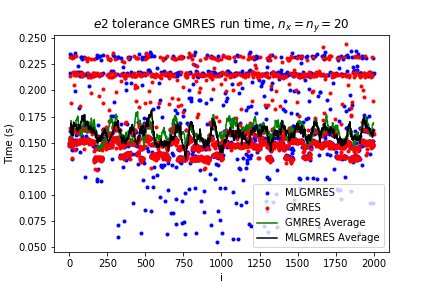 e2 tolerance GMRES run time, nₓ = nᵧ = 20
0.250
0.225
0.200
0.175
0.150
0.125
0.100
0.075
0.050
Time (s)
MLGMRES
GMRES
GMRES Average
MLGMRES Average
0 250 500 750 1000 1250 1500 1750 2000
i